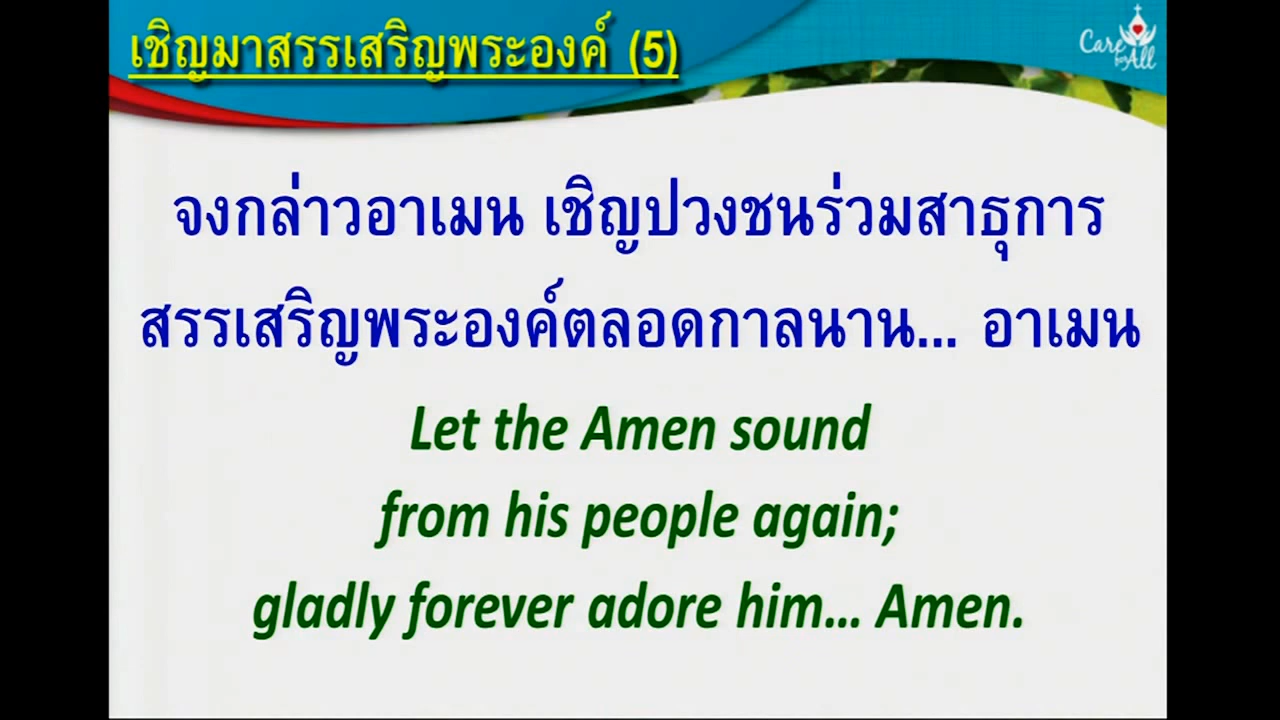 เชิญมาสรรเสริญพระองค์ (5)
Care for All
จงกล่าวอาเมน เชิญปวงชนร่วมสาธุการ
สรรเสริญพระองค์ตลอดกาลนาน... อาเมน
Let the Amen sound
from his people again;
gladly forever adore him... Amen.